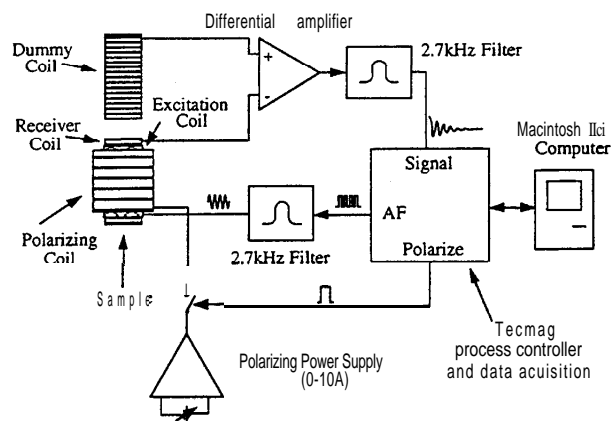 Differential amplifier
Dummy
Coil
+
-
2.7kHz Filter
Excitation
Coil
Receiver
Coil
Signal
AF
Polarize
Macintosh IIci
Computer
Polarizing
Coil
2.7kHz Filter
Sample
Tecmag
process controller
and data acuisition
Polarizing Power Supply
(0-10A)